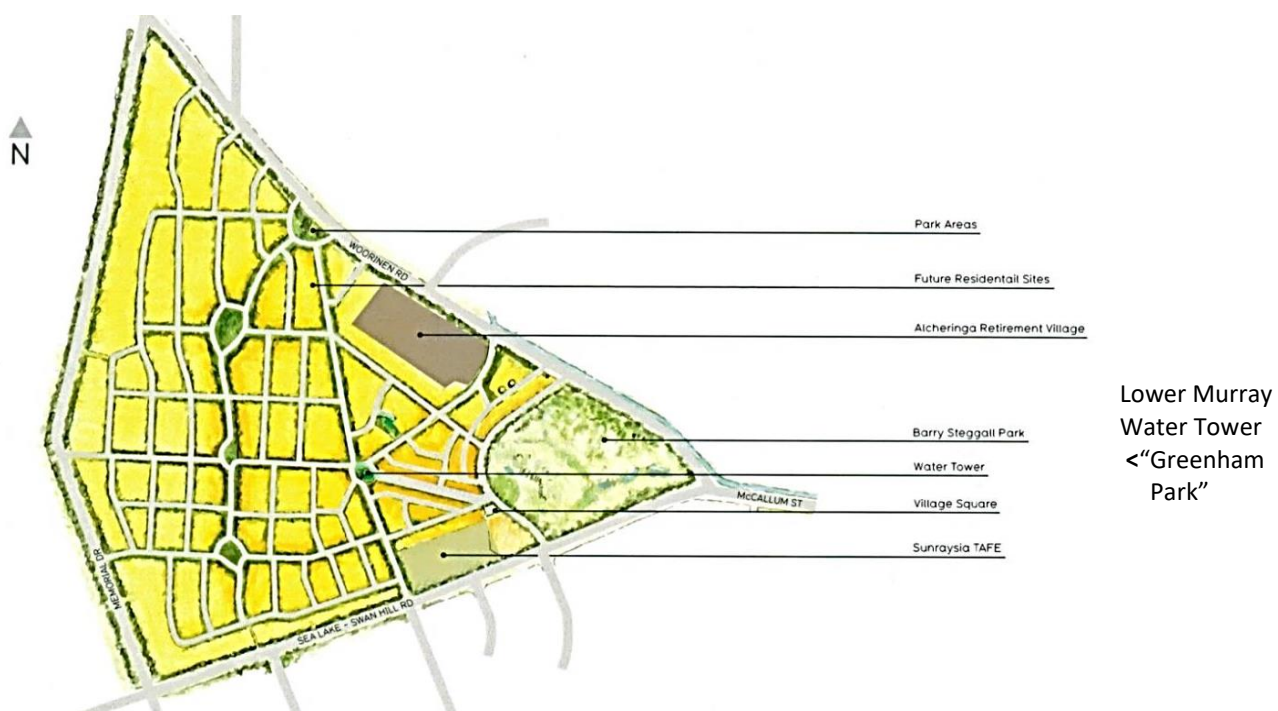 N
WOORINEN RD
Park Areas
Future Residentail Sites
Alcheringa Retirement Village
Barry Steggall Park
Water Tower
Village Square
Sunraysia TAFE
McCALLUM ST
MEMORIAL DR
SEA LAKE - SWAN HILL RD
Lower Murray
Water Tower
<“Greenham
Park”